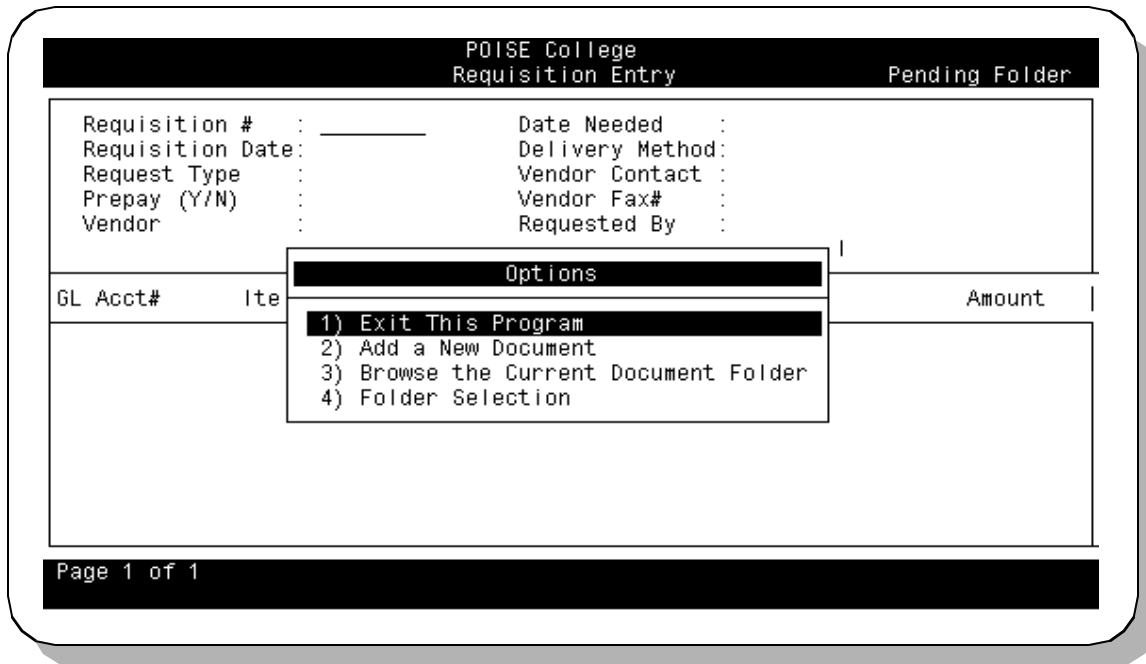 POISE College
Requisition Entry Pending Folder
Requisition # : Date Needed :
Requisition Date: Delivery Method:
Request Type : Vendor Contact :
Prepay (Y/N) : Vendor Fax# :
Vendor : Requested By :
Options
GL Acct# Ite Amount
1) Exit This Program
2) Add a New Document
3) Browse the Current Document Folder
4) Folder Selection
Page 1 of 1